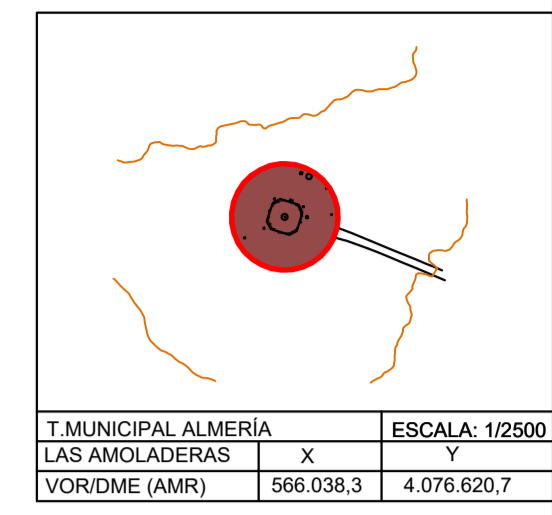 T.MUNICIPAL ALMERÍA ESCALA: 1/2500
LAS AMOLADERAS X Y
VOR/DME (AMR) 566.038,3 4.076.620,7